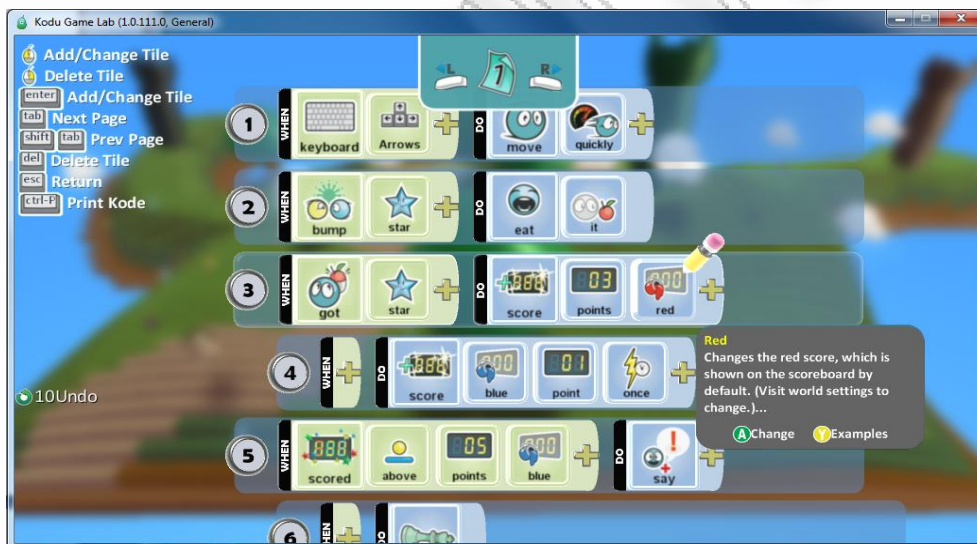 Kodu Game Lab (1.0.111.0, General)
Add/Change Tile
Delete Tile
enter Add/Change Tile
tab Next Page
shift tab Prev Page
del Delete Tile
esc Return
ctrl-P Print Kode
10Undo
L 1 R
1 WHEN keyboard Arrows DO move quickly
2 WHEN bump star DO eat it
3 WHEN got star DO score 03 points red
4 WHEN DO score blue 01 point once
5 WHEN scored above 05 points blue DO say
6 WHEN DO
Red
Changes the red score, which is
shown on the scoreboard by
default. (Visit world settings to
change.)...
A Change Y Examples